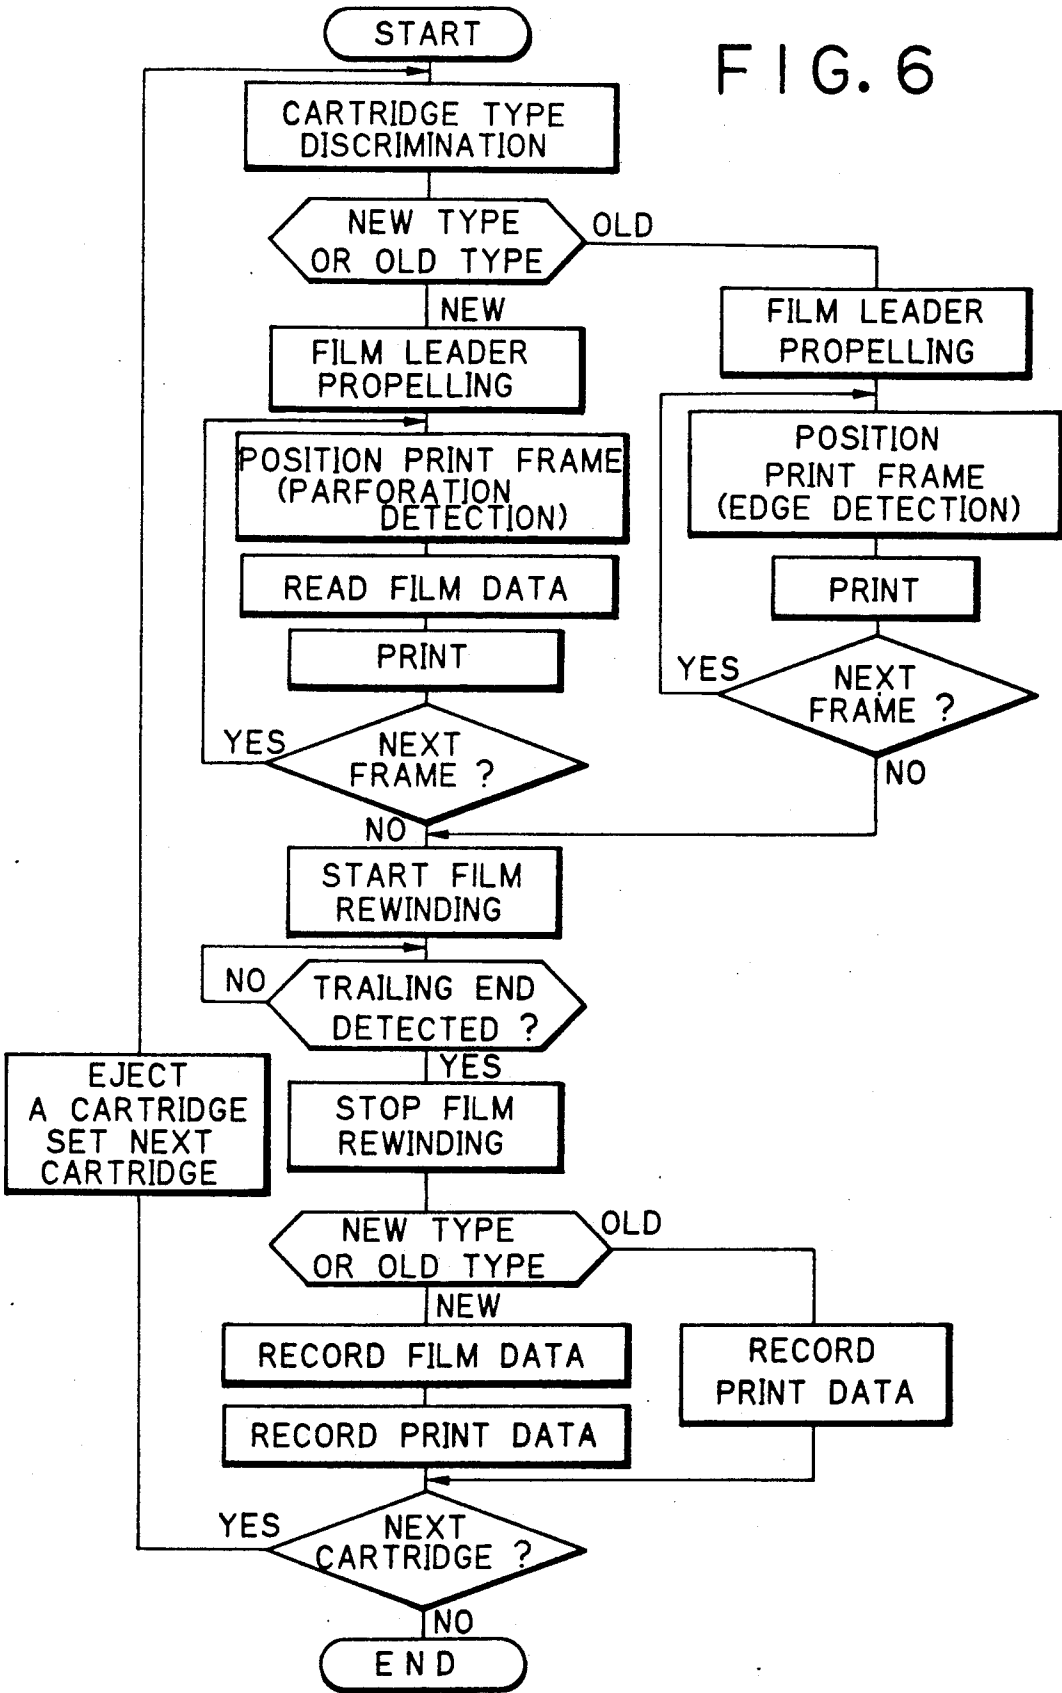 START
FIG. 6
CARTRIDGE TYPE
DISCRIMINATION
NEW TYPE
OR OLD TYPE
OLD
NEW
FILM LEADER
PROPELLING
FILM LEADER
PROPELLING
POSITION PRINT FRAME
(PARFORATION
DETECTION)
POSITION
PRINT FRAME
(EDGE DETECTION)
READ FILM DATA
PRINT
PRINT
YES
NEXT
FRAME ?
NO
YES
NEXT
FRAME ?
NO
START FILM
REWINDING
NO
TRAILING END
DETECTED ?
YES
EJECT
A CARTRIDGE
SET NEXT
CARTRIDGE
STOP FILM
REWINDING
NEW TYPE
OR OLD TYPE
OLD
NEW
RECORD FILM DATA
RECORD
PRINT DATA
RECORD PRINT DATA
YES
NEXT
CARTRIDGE ?
NO
END